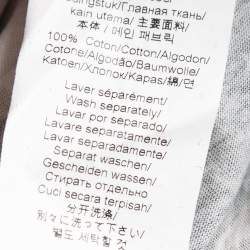 /Главная ткань/
kain utama/主要面料/
本体/메인 패브릭
100% Coton/Cotton/Algodon
Cotone/Algodão/Baumwolle/
Katoen/Хлопок/Kapas/綿/면
Laver séparément/
Wash separately/
Lavar por separado/
Lavare separatamente/
Lavar separadamente/
Separat waschen/
Gescheiden wassen/
Стирать отдельно
Cuci secara terpisah/
分开洗涤/
別々に洗って下さい/
별도 세탁할 것